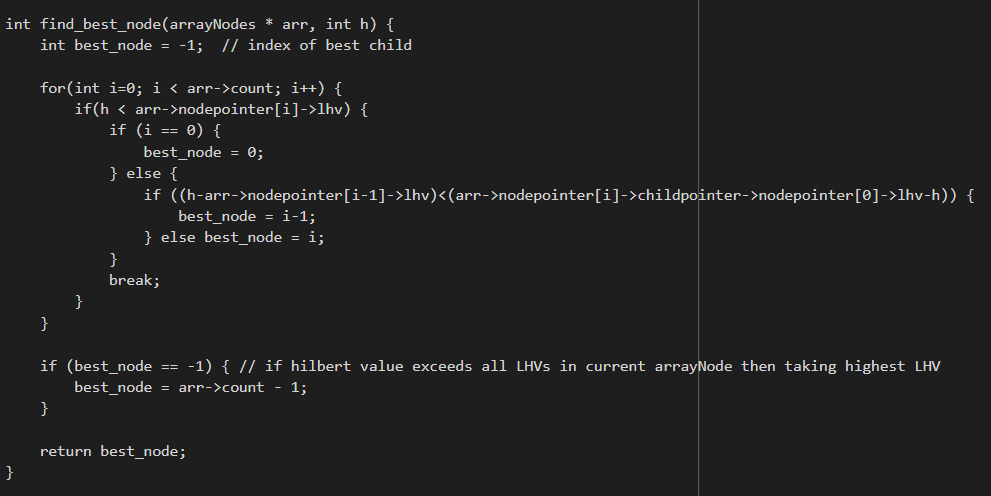 int find_best_node(arrayNodes * arr, int h) {
    int best_node = -1;  // index of best child

    for(int i=0; i < arr->count; i++) {
        if(h < arr->nodepointer[i]->lhv) {
            if (i == 0) {
                best_node = 0;
            } else {
                if ((h-arr->nodepointer[i-1]->lhv)<(arr->nodepointer[i]->childpointer->nodepointer[0]->lhv-h)) {
                    best_node = i-1;
                } else best_node = i;
            }
            break;
        }
    }

    if (best_node == -1) { // if hilbert value exceeds all LHVs in current arrayNode then taking highest LHV
        best_node = arr->count - 1;
    }

    return best_node;
}